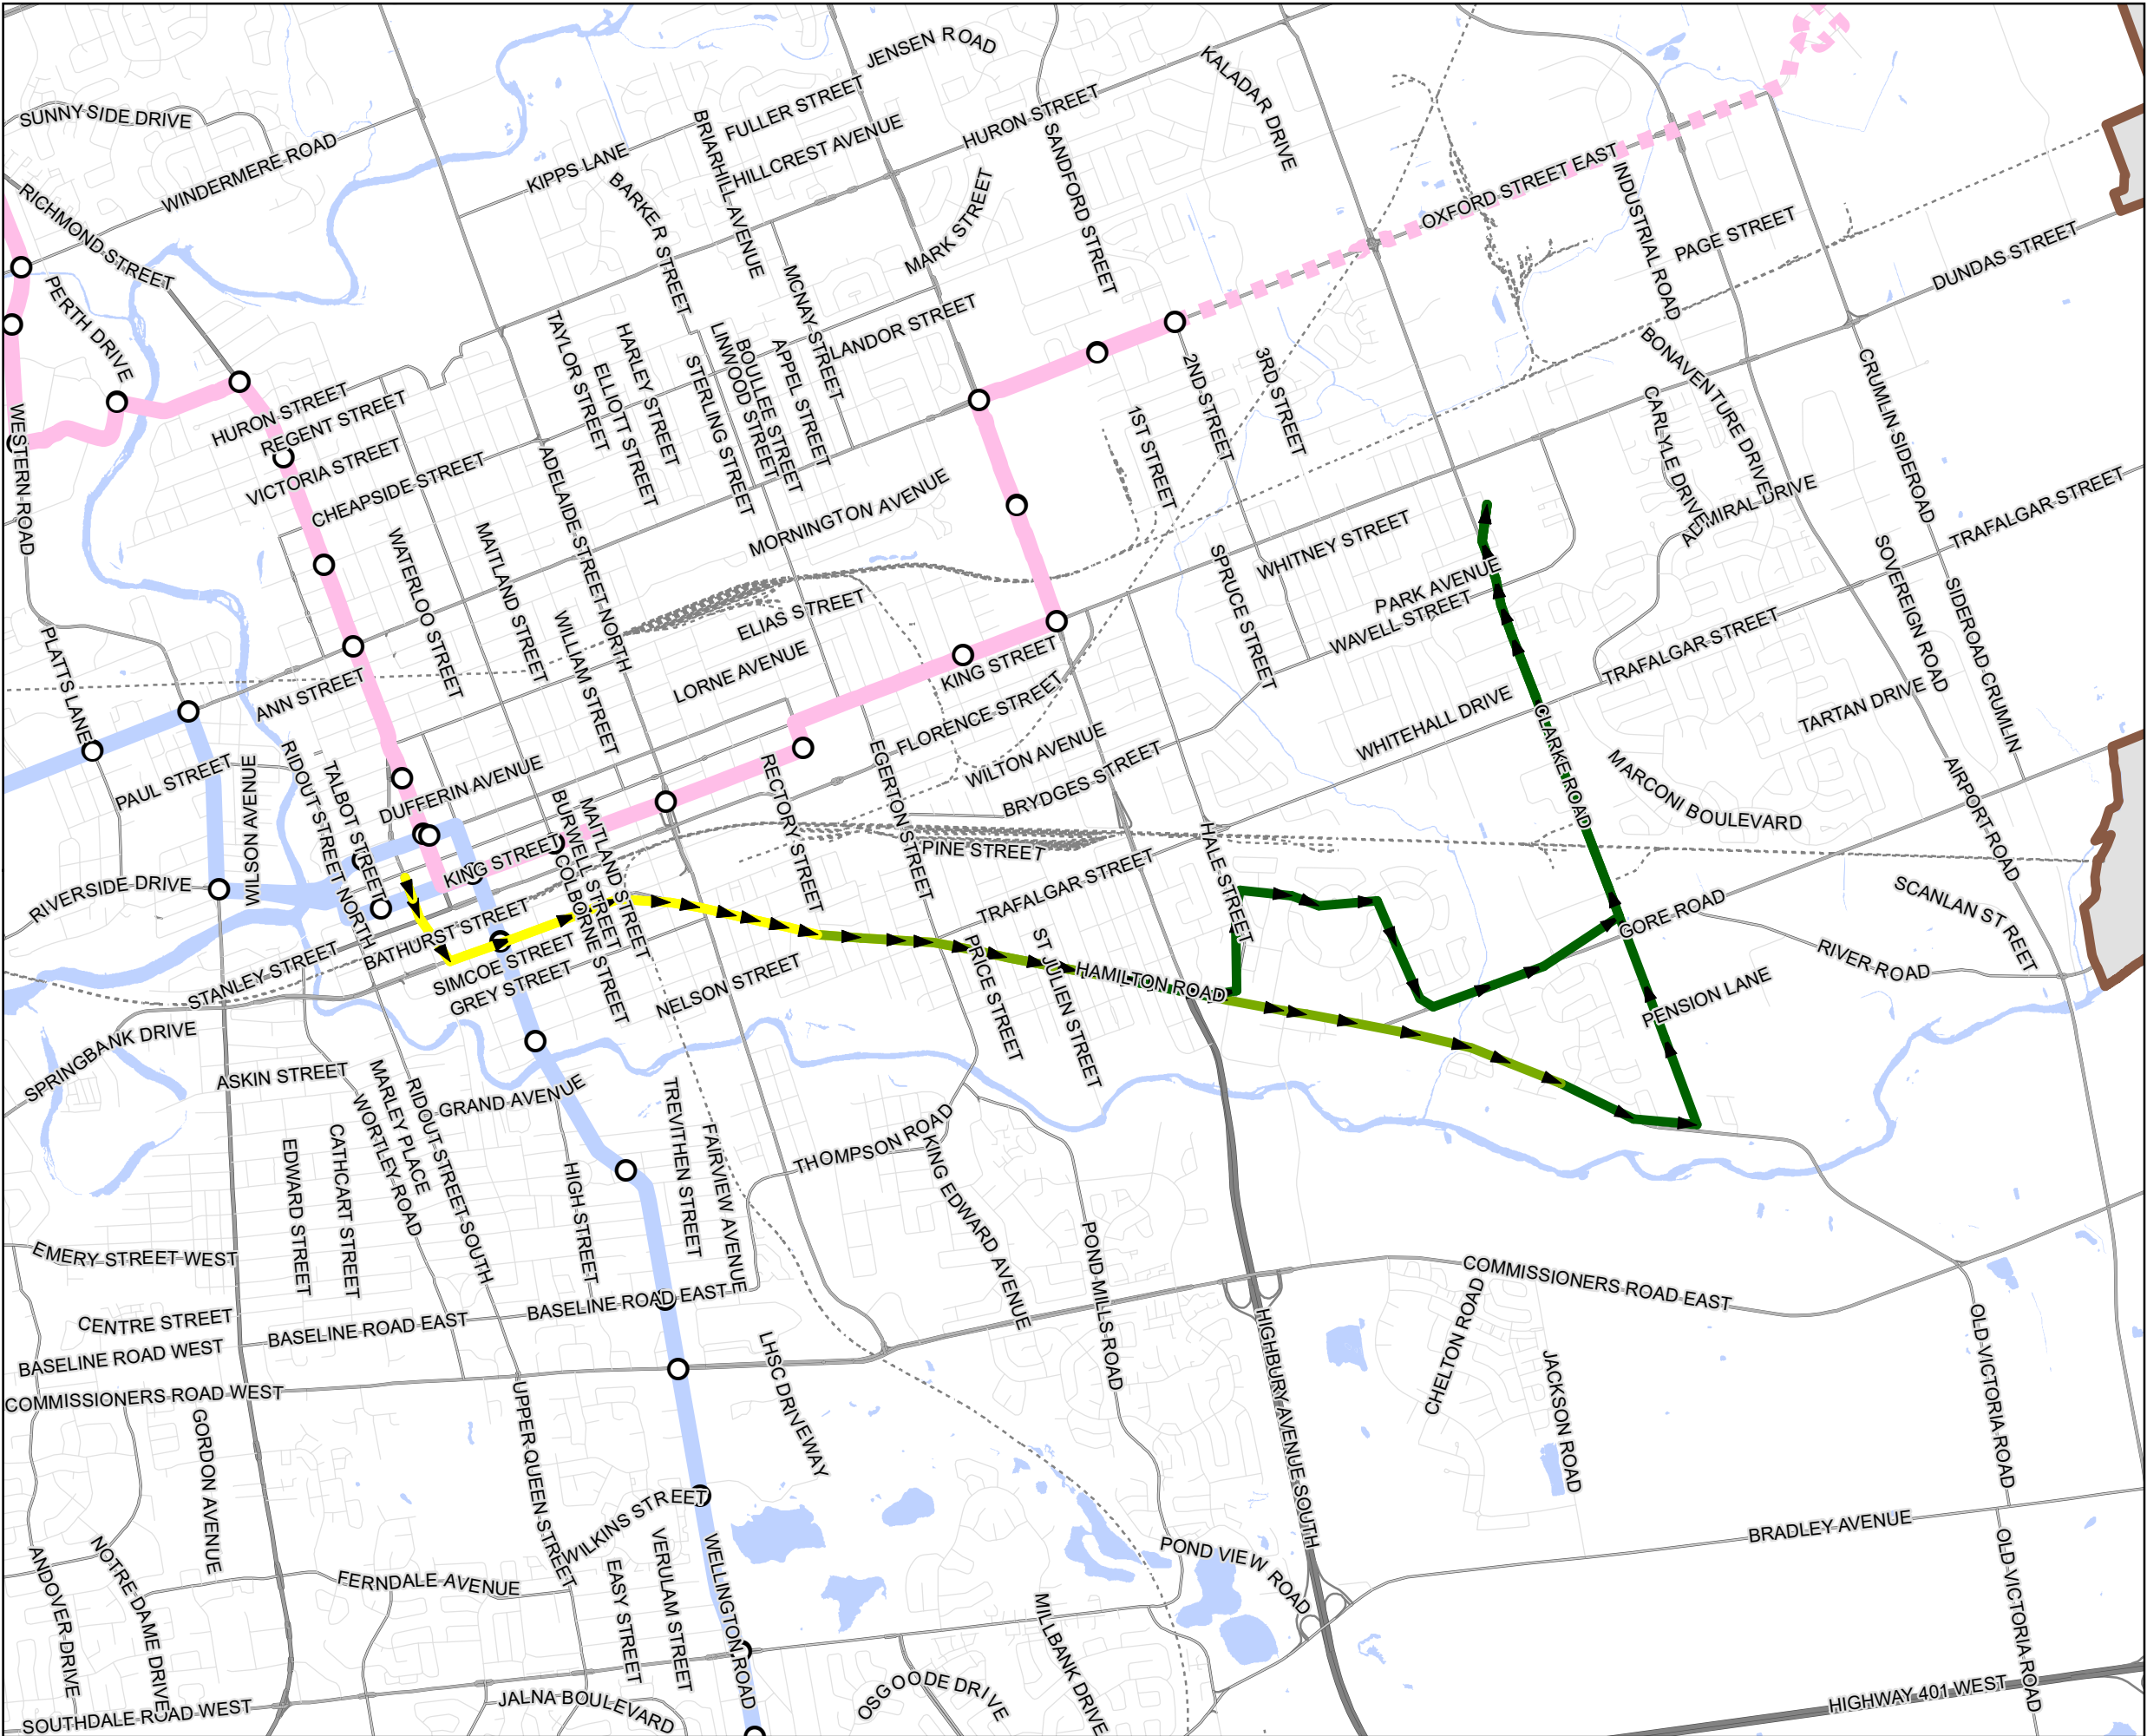 JENSEN ROAD
KALADAR DRIVE
FULLER STREET
SUNNY SIDE DRIVE
HURON STREET
BRIARHILL AVENUE
HILLCREST AVENUE
SANDFORD STREET
WINDERMERE ROAD
KIPPS LANE
OXFORD STREET EAST
INDUSTRIAL ROAD
RICHMOND STREET
BARKER STREET
MARK STREET
PAGE STREET
DUNDAS STREET
PERTH DRIVE
MCNAY STREET
LANDOR STREET
TAYLOR STREET
HARLEY STREET
ELLIOTT STREET
STERLING STREET
LINWOOD STREET
BOULLEE STREET
APPEL STREET
2ND STREET
3RD STREET
BONAVENTURE DRIVE
CRUMLIN SIDEROAD
CARLYLE DRIVE
WESTERN ROAD
HURON STREET
REGENT STREET
VICTORIA STREET
CHEAPSIDE STREET
ADELAIDE STREET NORTH
1ST STREET
MORNINGTON AVENUE
ADMIRAL DRIVE
TRAFALGAR STREET
WATERLOO STREET
MAITLAND STREET
WHITNEY STREET
SPRUCE STREET
SOVEREIGN ROAD
PARK AVENUE
WAVELL STREET
SIDEROAD CRUMLIN
WILLIAM STREET
ELIAS STREET
PLATTS LANE
LORNE AVENUE
KING STREET
TRAFALGAR STREET
ANN STREET
FLORENCE STREET
WHITEHALL DRIVE
TARTAN DRIVE
CLARKE ROAD
PAUL STREET
WILSON AVENUE
RIDOUT STREET NORTH
TALBOT STREET
DUFFERIN AVENUE
RECTORY STREET
EGERTON STREET
WILTON AVENUE
BRYDGES STREET
MARCONI BOULEVARD
AIRPORT ROAD
BURWELL STREET
MAITLAND STREET
COLBORNE STREET
KING STREET
PINE STREET
HALE STREET
RIVERSIDE DRIVE
TRAFALGAR STREET
GORE ROAD
SCANLAN STREET
BATHURST STREET
STANLEY STREET
SIMCOE STREET
GREY STREET
NELSON STREET
PRICE STREET
ST JULIEN STREET
HAMILTON ROAD
RIVER ROAD
PENSION LANE
SPRINGBANK DRIVE
ASKIN STREET
MARLEY PLACE
WORTLEY ROAD
RIDOUT STREET SOUTH
GRAND AVENUE
TREVITHEN STREET
FAIRVIEW AVENUE
THOMPSON ROAD
KING EDWARD AVENUE
EDWARD STREET
CATHCART STREET
HIGH STREET
POND MILLS ROAD
EMERY STREET WEST
COMMISSIONERS ROAD EAST
CENTRE STREET
BASELINE ROAD EAST
BASELINE ROAD EAST
BASELINE ROAD WEST
COMMISSIONERS ROAD WEST
LHSC DRIVEWAY
HIGHBURY AVENUE SOUTH
CHELTON ROAD
JACKSON ROAD
OLD VICTORIA ROAD
GORDON AVENUE
UPPER QUEEN STREET
WILKINS STREET
BRADLEY AVENUE
ANDOVER DRIVE
NOTRE DAME DRIVE
FERNDALE AVENUE
EASY STREET
VERULAM STREET
WELLINGTON ROAD
POND VIEW ROAD
MILLBANK DRIVE
OLD VICTORIA ROAD
SOUTHDALE ROAD WEST
JALNA BOULEVARD
OSGOODE DRIVE
HIGHWAY 401 WEST